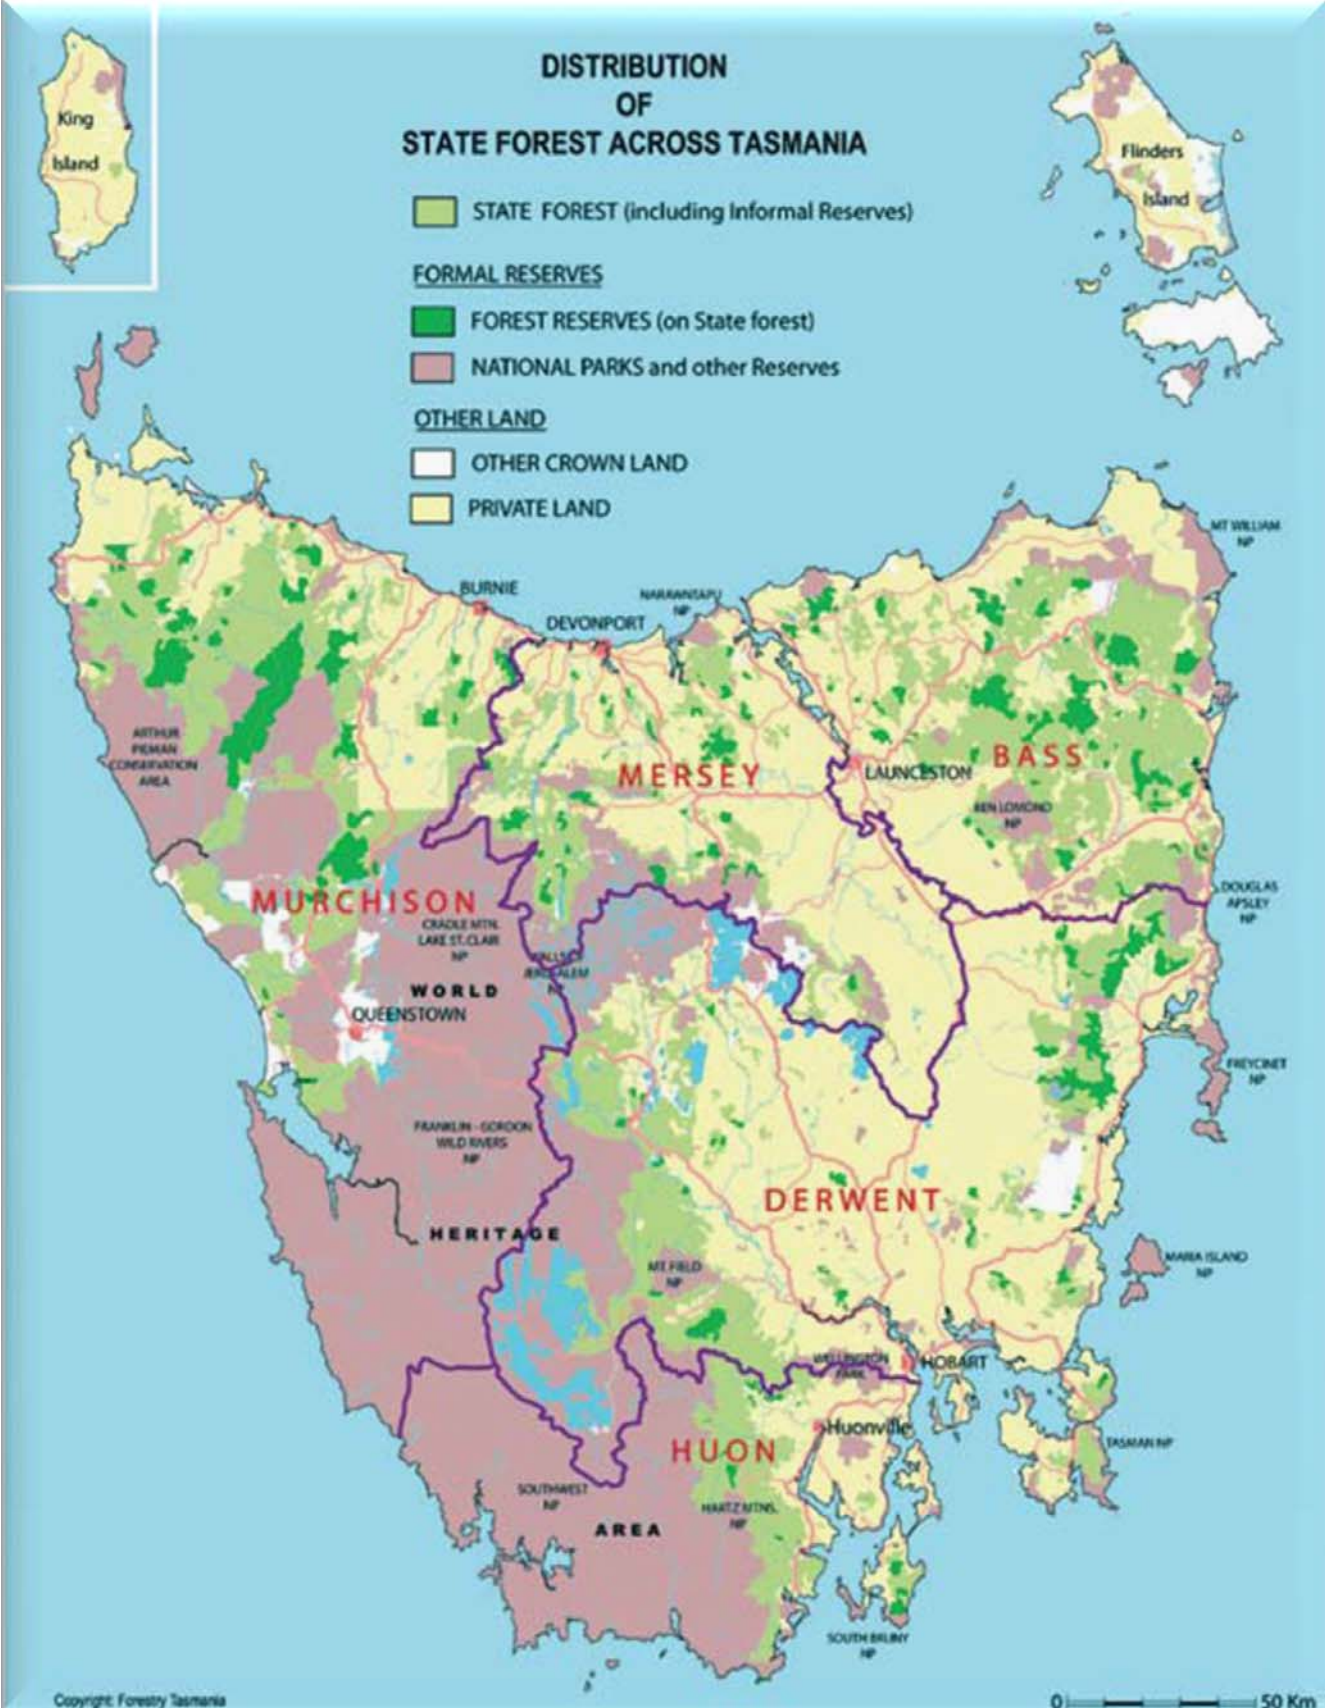 DISTRIBUTION
OF
STATE FOREST ACROSS TASMANIA
King
Island
Flinders
Island
STATE FOREST (including Informal Reserves)
FORMAL RESERVES
FOREST RESERVES (on State forest)
NATIONAL PARKS and other Reserves
OTHER LAND
OTHER CROWN LAND
PRIVATE LAND
MT WILLIAM
NP
BURNIE
NARAWNTAPU
NP
DEVONPORT
ARTHUR
PIEMAN
CONSERVATION
AREA
MERSEY
BASS
LAUNCESTON
BEN LOMOND
NP
MURCHISON
DOUGLAS
APSLEY
NP
CRADLE MTN.
LAKE ST. CLAIR
NP
WALLS OF
JERUSALEM
NP
WORLD
QUEENSTOWN
FREYCINET
NP
FRANKLIN - GORDON
WILD RIVERS
NP
DERWENT
HERITAGE
MARIA ISLAND
NP
MT FIELD
NP
WELLINGTON
PARK
HOBART
Huonville
HUON
TASMAN NP
SOUTHWEST
NP
HARTZ MTNS.
NP
AREA
SOUTH BRUNY
NP
Copyright: Forestry Tasmania
0 50 Km